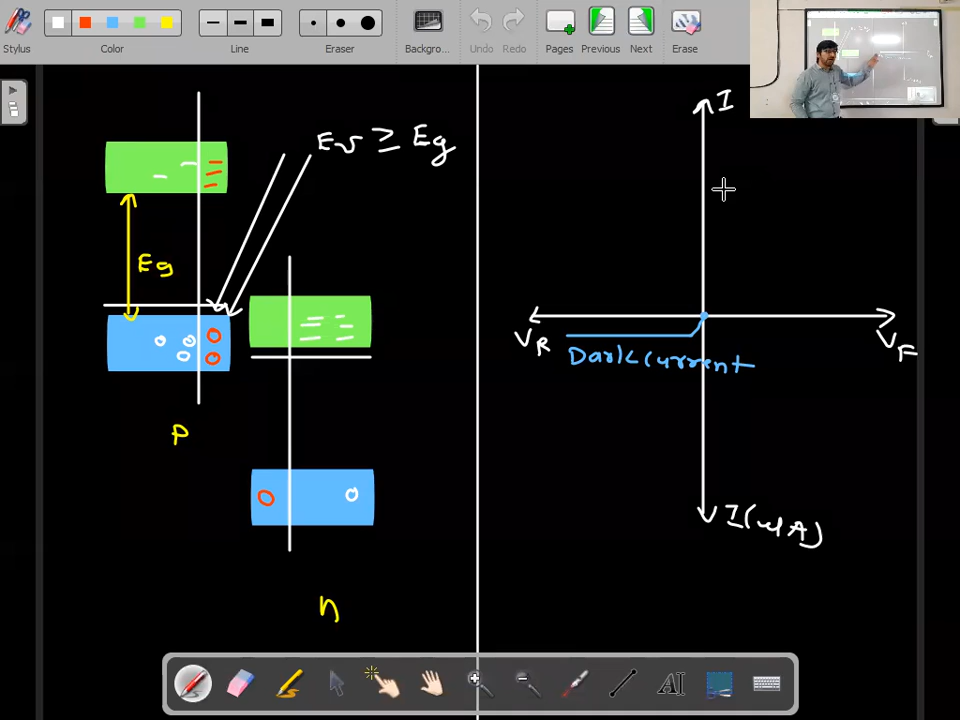 Stylus
Color
Line
Eraser
Backgro...
Undo
Redo
Pages
Previous
Next
Erase
Eν ≥ Eg
Eg
P
n
I
VR
VF
Dark current
I(μA)
AI